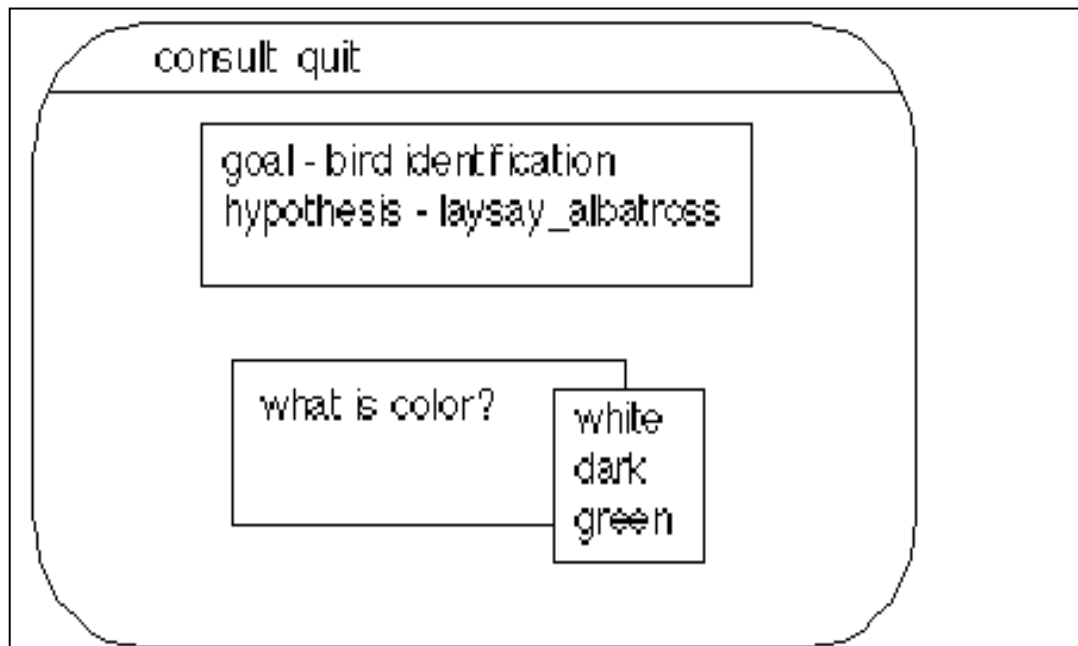 consult quit
goal - bird identification
hypothesis - laysay_albatross
what is color?
white
dark
green